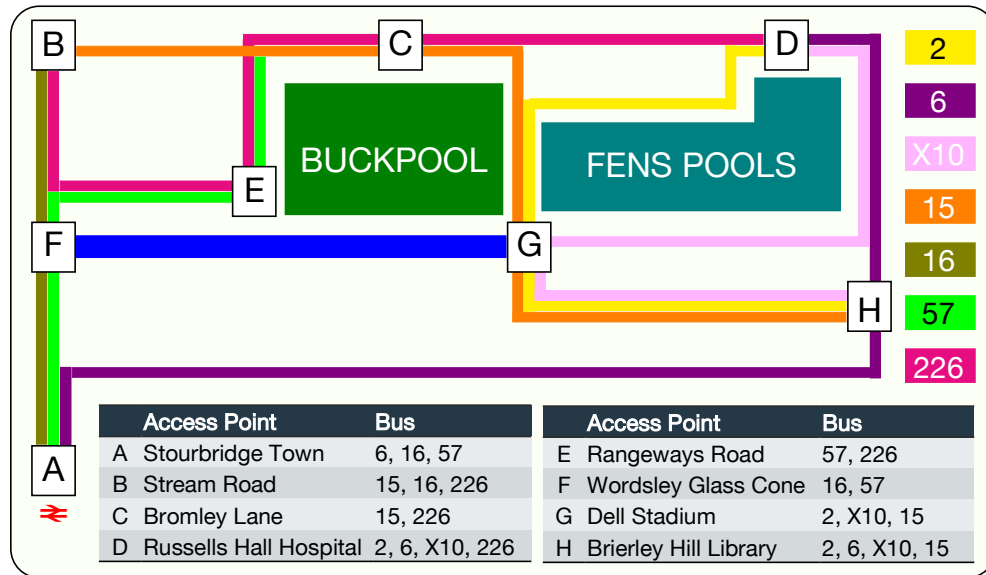 B
C
D
2
6
X10
BUCKPOOL
FENS POOLS
E
15
F
G
16
H
57
226
A
Access Point Bus
A Stourbridge Town 6, 16, 57
B Stream Road 15, 16, 226
C Bromley Lane 15, 226
D Russells Hall Hospital 2, 6, X10, 226
Access Point Bus
E Rangeways Road 57, 226
F Wordsley Glass Cone 16, 57
G Dell Stadium 2, X10, 15
H Brierley Hill Library 2, 6, X10, 15